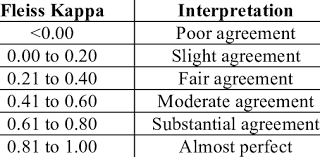 Fleiss Kappa Interpretation
<0.00 Poor agreement
0.00 to 0.20 Slight agreement
0.21 to 0.40 Fair agreement
0.41 to 0.60 Moderate agreement
0.61 to 0.80 Substantial agreement
0.81 to 1.00 Almost perfect